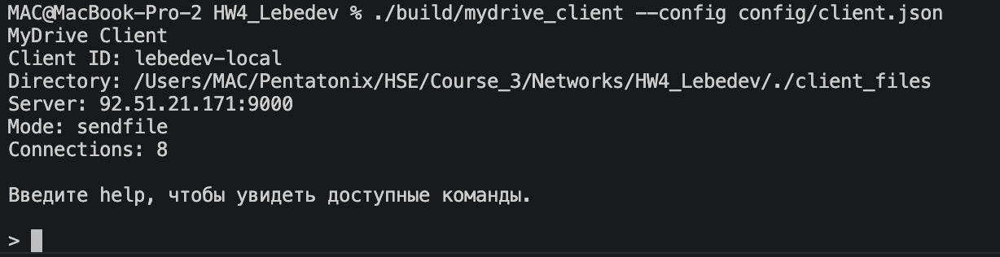 MAC@MacBook-Pro-2 HW4_Lebedev % ./build/mydrive_client --config config/client.json
MyDrive Client
Client ID: lebedev-local
Directory: /Users/MAC/Pentatonix/HSE/Course_3/Networks/HW4_Lebedev/./client_files
Server: 92.51.21.171:9000
Mode: sendfile
Connections: 8
Введите help, чтобы увидеть доступные команды.
>